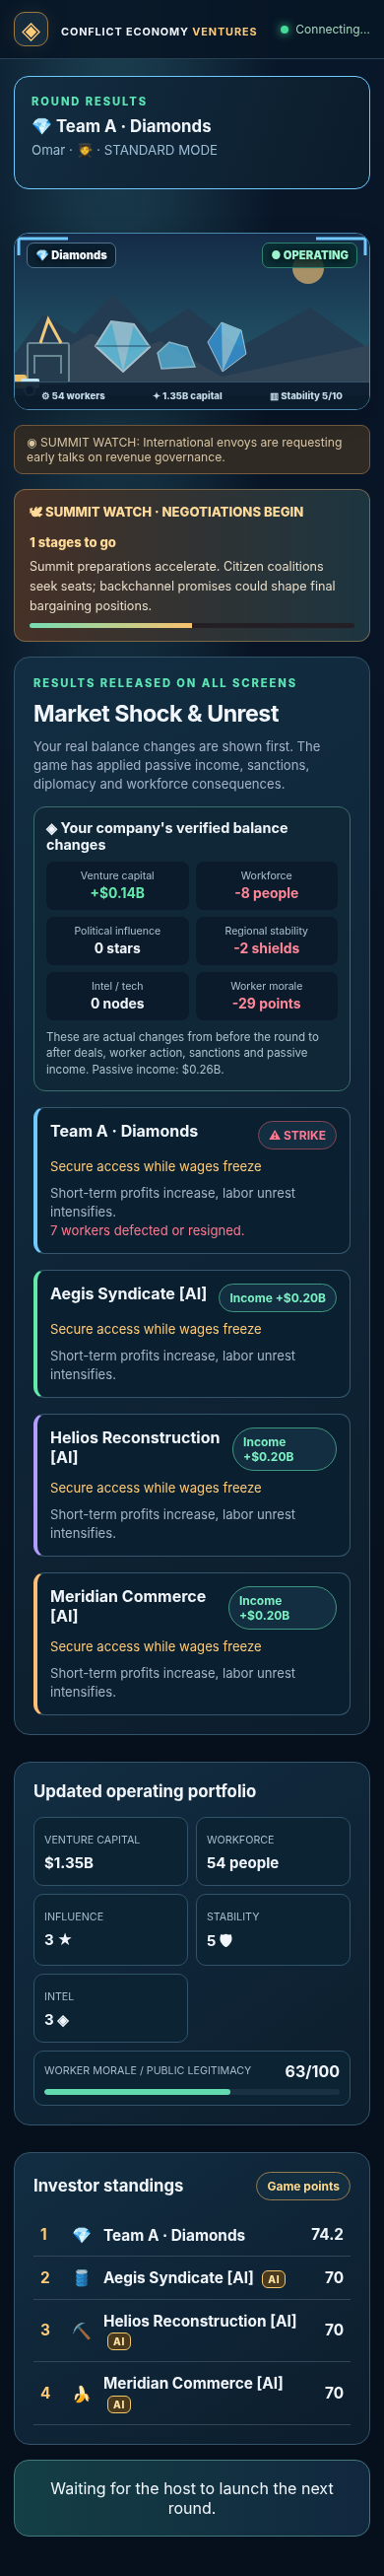 CONFLICT ECONOMY VENTURES
Connecting...
ROUND RESULTS
Team A · Diamonds
Omar · · STANDARD MODE
Diamonds
OPERATING
54 workers
1.35B capital
Stability 5/10
SUMMIT WATCH: International envoys are requesting
early talks on revenue governance.
SUMMIT WATCH · NEGOTIATIONS BEGIN
1 stages to go
Summit preparations accelerate. Citizen coalitions
seek seats; backchannel promises could shape final
bargaining positions.
RESULTS RELEASED ON ALL SCREENS
Market Shock & Unrest
Your real balance changes are shown first. The
game has applied passive income, sanctions,
diplomacy and workforce consequences.
◈ Your company's verified balance
changes
Venture capital
+$0.14B
Workforce
-8 people
Political influence
0 stars
Regional stability
-2 shields
Intel / tech
0 nodes
Worker morale
-29 points
These are actual changes from before the round to
after deals, worker action, sanctions and passive
income. Passive income: $0.26B.
Team A · Diamonds
⚠ STRIKE
Secure access while wages freeze
Short-term profits increase, labor unrest
intensifies.
7 workers defected or resigned.
Aegis Syndicate [AI]
Income +$0.20B
Secure access while wages freeze
Short-term profits increase, labor unrest
intensifies.
Helios Reconstruction
[AI]
Income
+$0.20B
Secure access while wages freeze
Short-term profits increase, labor unrest
intensifies.
Meridian Commerce
[AI]
Income
+$0.20B
Secure access while wages freeze
Short-term profits increase, labor unrest
intensifies.
Updated operating portfolio
VENTURE CAPITAL
$1.35B
WORKFORCE
54 people
INFLUENCE
3 ★
STABILITY
5
INTEL
3 ◈
WORKER MORALE / PUBLIC LEGITIMACY
63/100
Investor standings
Game points
1 Team A · Diamonds 74.2
2 Aegis Syndicate [AI] AI 70
3 Helios Reconstruction [AI] AI 70
4 Meridian Commerce [AI] AI 70
Waiting for the host to launch the next
round.